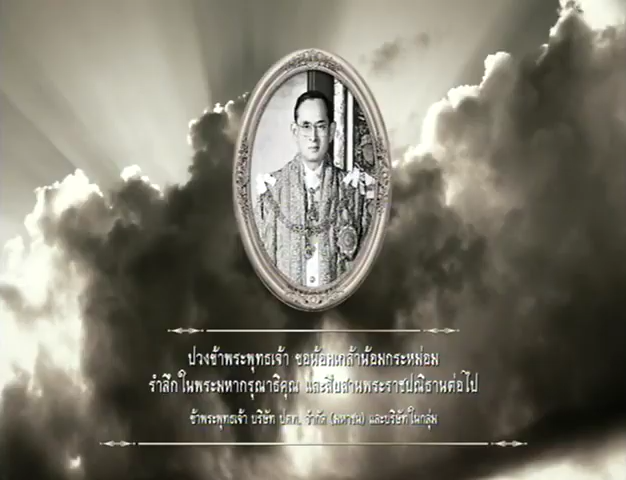 ปวงข้าพระพุทธเจ้า ขอน้อมเกล้าน้อมกระหม่อม
รำลึกในพระมหากรุณาธิคุณ และสืบสานพระราชปณิธานต่อไป
ข้าพระพุทธเจ้า บริษัท ปตท. จำกัด (มหาชน) และบริษัทในกลุ่ม